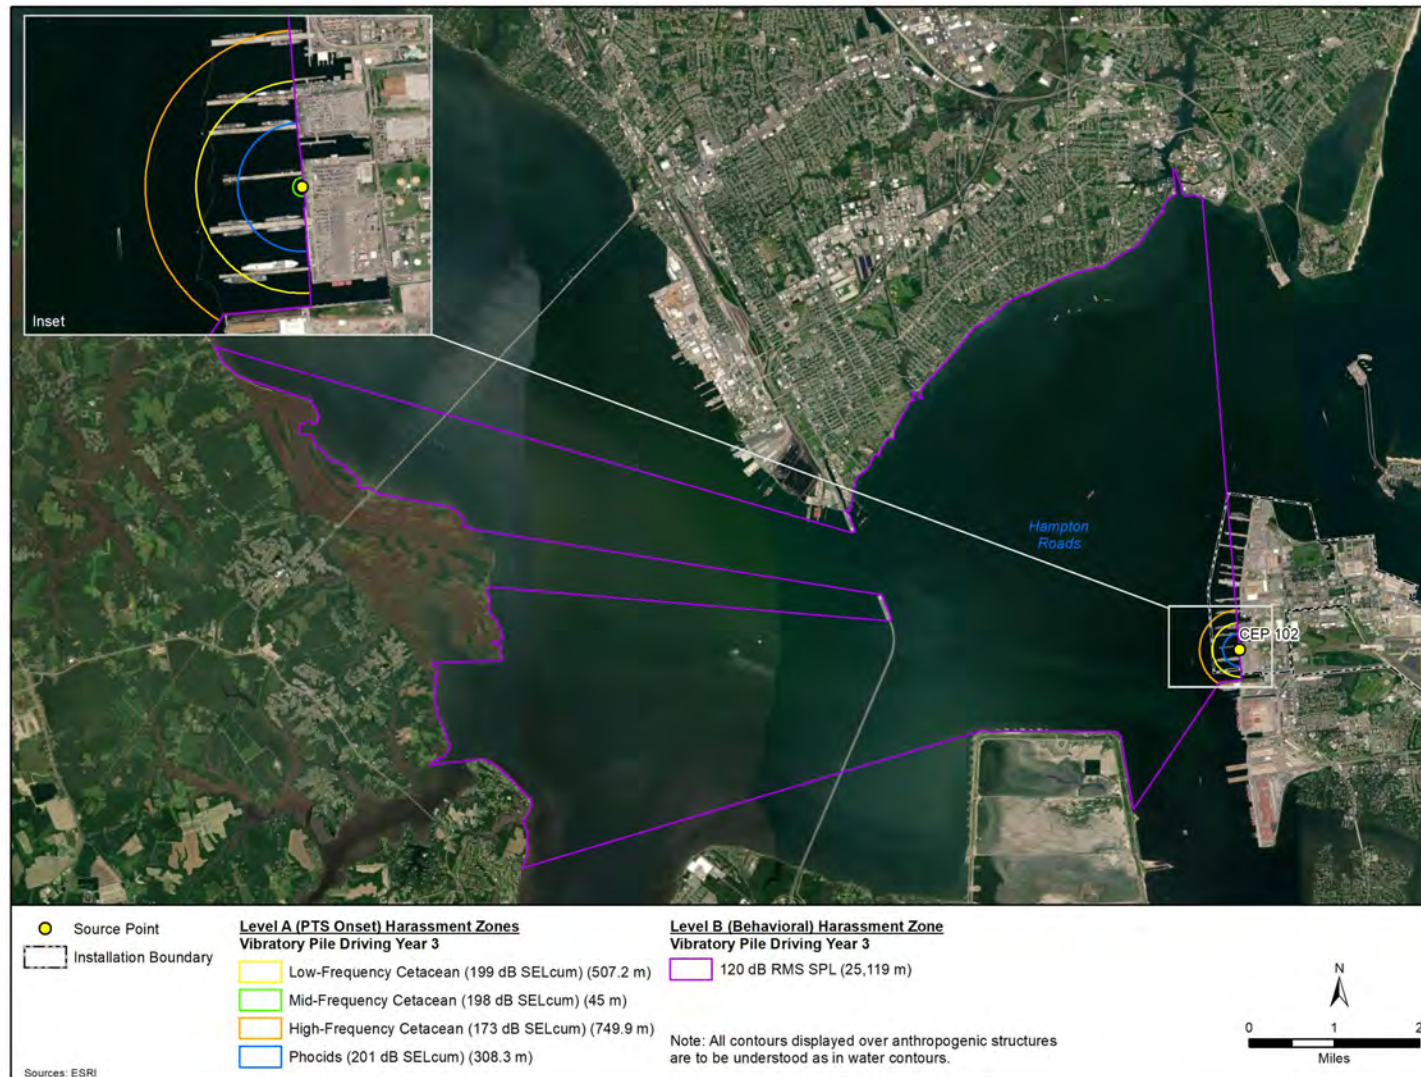 Inset
Hampton
Roads
CEP 102
Source Point
Installation Boundary
Level A (PTS Onset) Harassment Zones
Vibratory Pile Driving Year 3
Low-Frequency Cetacean (199 dB SELcum) (507.2 m)
Mid-Frequency Cetacean (198 dB SELcum) (45 m)
High-Frequency Cetacean (173 dB SELcum) (749.9 m)
Phocids (201 dB SELcum) (308.3 m)
Level B (Behavioral) Harassment Zone
Vibratory Pile Driving Year 3
120 dB RMS SPL (25,119 m)
Note: All contours displayed over anthropogenic structures
are to be understood as in water contours.
N
0 1 2
Miles
Sources: ESRI